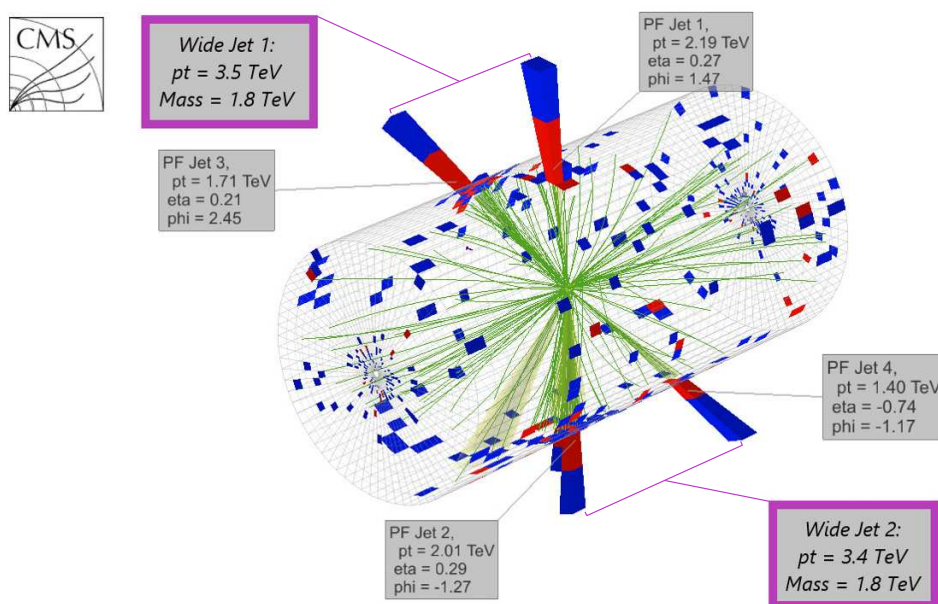 CMS
Wide Jet 1:
pt = 3.5 TeV
Mass = 1.8 TeV
PF Jet 1,
pt = 2.19 TeV
eta = 0.27
phi = 1.47
PF Jet 3,
pt = 1.71 TeV
eta = 0.21
phi = 2.45
PF Jet 4,
pt = 1.40 TeV
eta = -0.74
phi = -1.17
PF Jet 2,
pt = 2.01 TeV
eta = 0.29
phi = -1.27
Wide Jet 2:
pt = 3.4 TeV
Mass = 1.8 TeV